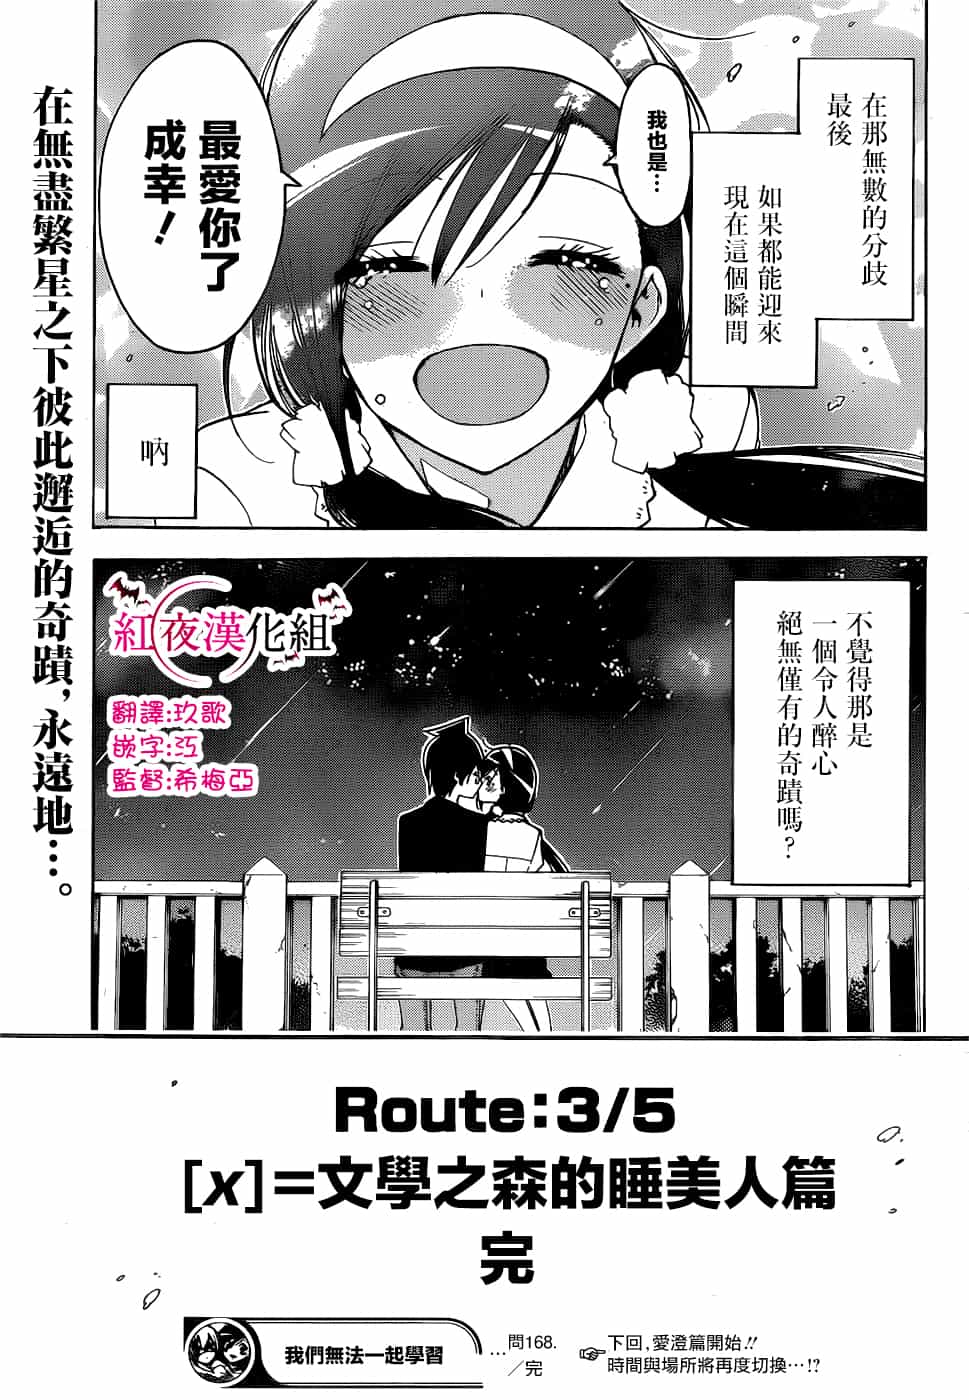 在那無數的分歧
最後
如果都能迎來
現在這個瞬間
我也是…
最愛你了
成幸！
吶
在無盡繁星之下彼此邂逅的奇蹟，永遠地…。
不覺得那是
一個令人醉心
絕無僅有的奇蹟嗎？
紅夜漢化組
翻譯:玖歌
嵌字:江
監督:希梅亞
Route:3/5
[x]=文學之森的睡美人篇
完
我們無法一起學習
…問168.／完
☞下回，愛澄篇開始!!
時間與場所將再度切換…!?